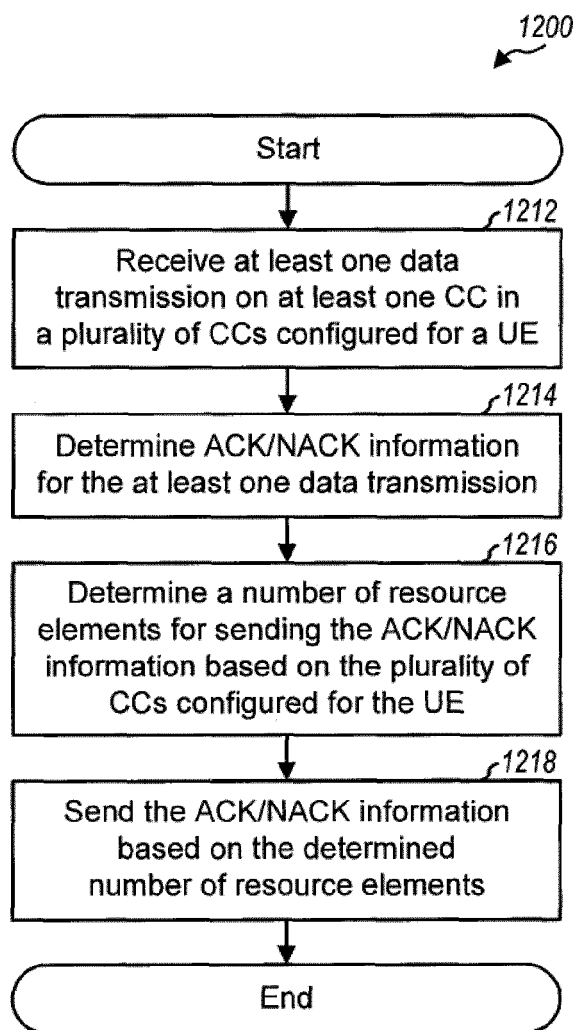 1200
Start
1212
Receive at least one data
transmission on at least one CC in
a plurality of CCs configured for a UE
1214
Determine ACK/NACK information
for the at least one data transmission
1216
Determine a number of resource
elements for sending the ACK/NACK
information based on the plurality of
CCs configured for the UE
1218
Send the ACK/NACK information
based on the determined
number of resource elements
End